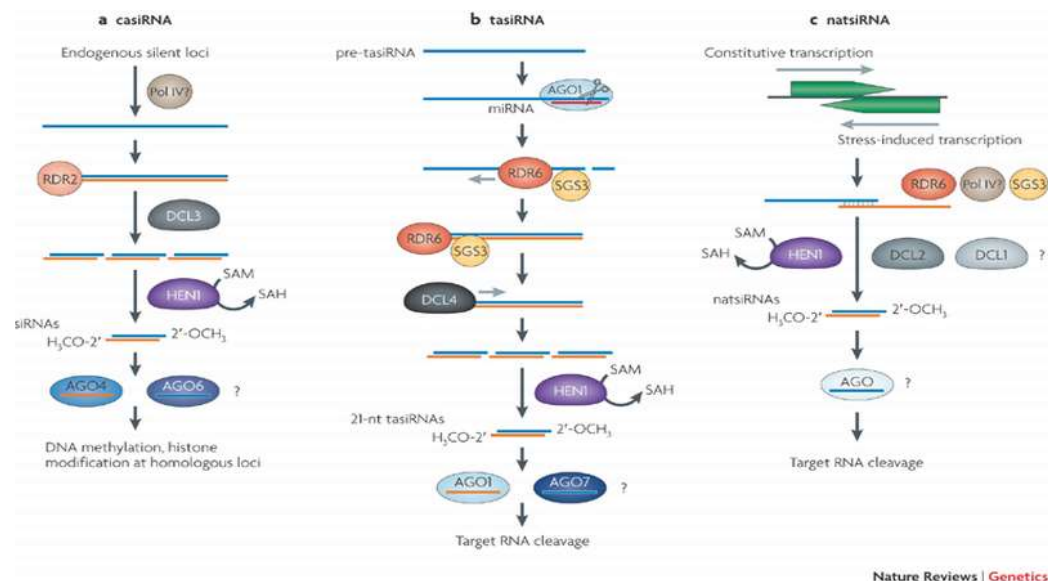 a casiRNA
Endogenous silent loci
Pol IV?
RDR2
DCL3
HEN1
SAM
SAH
siRNAs
H₃CO-2′
2′-OCH₃
AGO4
AGO6
?
DNA methylation, histone
modification at homologous loci
b tasiRNA
pre-tasiRNA
AGO1
miRNA
RDR6
SGS3
RDR6
SGS3
DCL4
HEN1
SAM
SAH
21-nt tasiRNAs
H₃CO-2′
2′-OCH₃
AGO1
AGO7
?
Target RNA cleavage
c natsiRNA
Constitutive transcription
Stress-induced transcription
RDR6
Pol IV?
SGS3
SAM
SAH
HEN1
DCL2
DCL1
?
natsiRNAs
H₃CO-2′
2′-OCH₃
AGO
?
Target RNA cleavage
Nature Reviews | Genetics